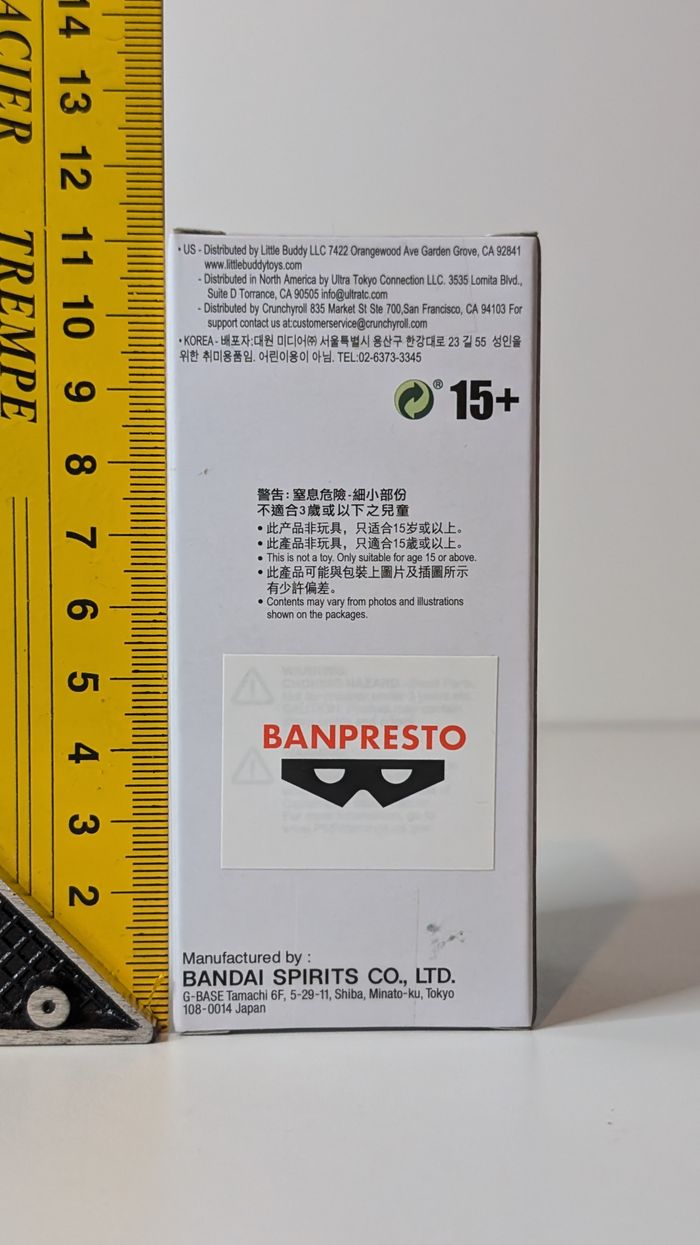 14
13
12
11
10
9
8
7
6
5
4
3
2
ACIER TREMPE
• US - Distributed by Little Buddy LLC 7422 Orangewood Ave Garden Grove, CA 92841
www.littlebuddytoys.com
- Distributed in North America by Ultra Tokyo Connection LLC. 3535 Lomita Blvd.,
Suite D Torrance, CA 90505 info@ultratc.com
- Distributed by Crunchyroll 835 Market St Ste 700,San Francisco, CA 94103 For
support contact us at:customerservice@crunchyroll.com
• KOREA - 배포자:대원 미디어㈜ 서울특별시 용산구 한강대로 23 길 55 성인을
위한 취미용품임. 어린이용이 아님. TEL:02-6373-3345
® 15+
警告: 窒息危險-細小部份
不適合3歲或以下之兒童
• 此产品非玩具，只适合15岁或以上。
• 此產品非玩具，只適合15歲或以上。
• This is not a toy. Only suitable for age 15 or above.
• 此產品可能與包裝上圖片及插圖所示
有少許偏差。
• Contents may vary from photos and illustrations
shown on the packages.
BANPRESTO
Manufactured by :
BANDAI SPIRITS CO., LTD.
G-BASE Tamachi 6F, 5-29-11, Shiba, Minato-ku, Tokyo
108-0014 Japan